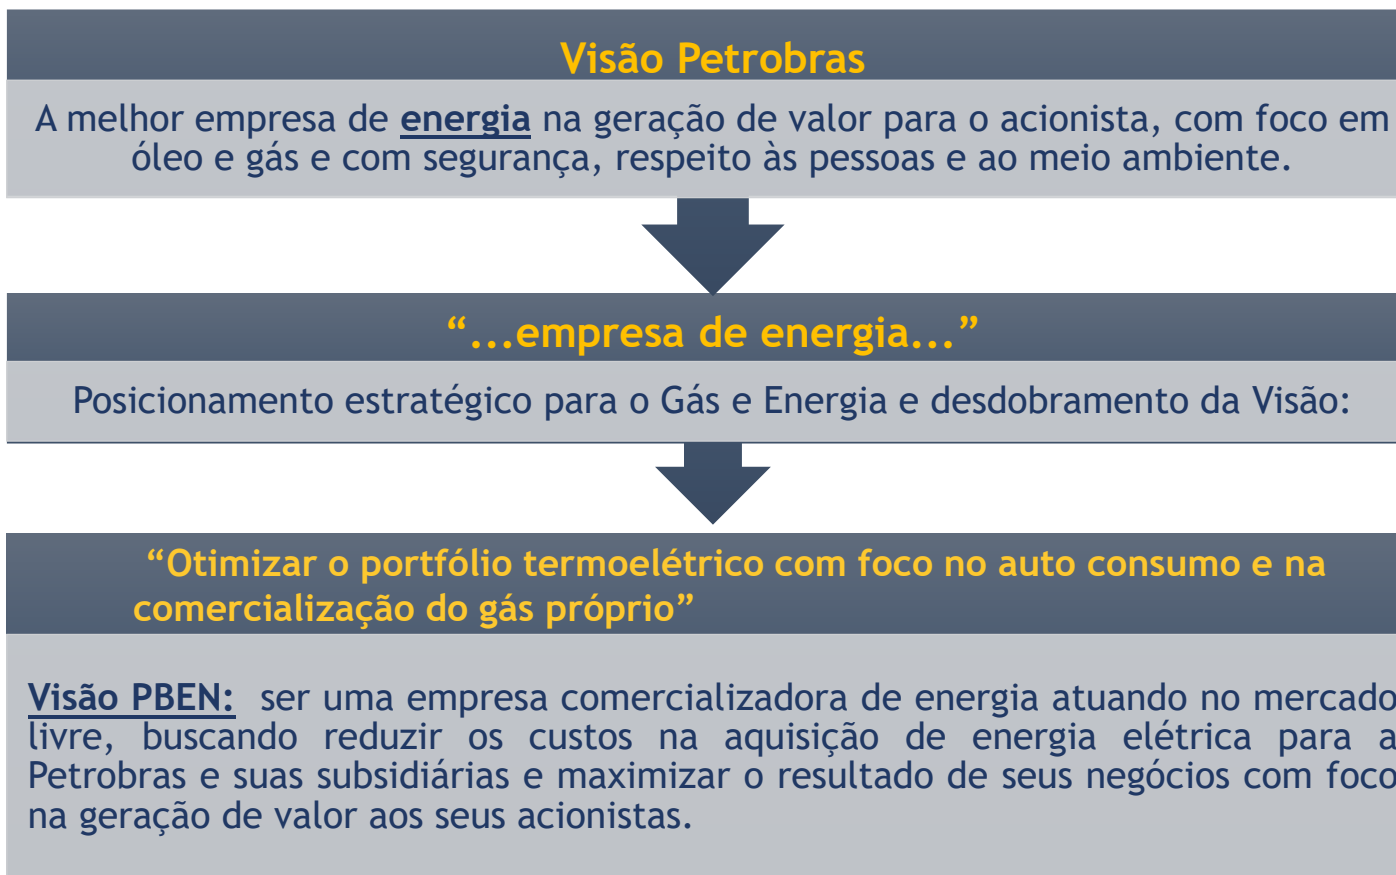 Visão Petrobras
A melhor empresa de energia na geração de valor para o acionista, com foco em
óleo e gás e com segurança, respeito às pessoas e ao meio ambiente.
“...empresa de energia...”
Posicionamento estratégico para o Gás e Energia e desdobramento da Visão:
“Otimizar o portfólio termoelétrico com foco no auto consumo e na
comercialização do gás próprio”
Visão PBEN: ser uma empresa comercializadora de energia atuando no mercado
livre, buscando reduzir os custos na aquisição de energia elétrica para a
Petrobras e suas subsidiárias e maximizar o resultado de seus negócios com foco
na geração de valor aos seus acionistas.